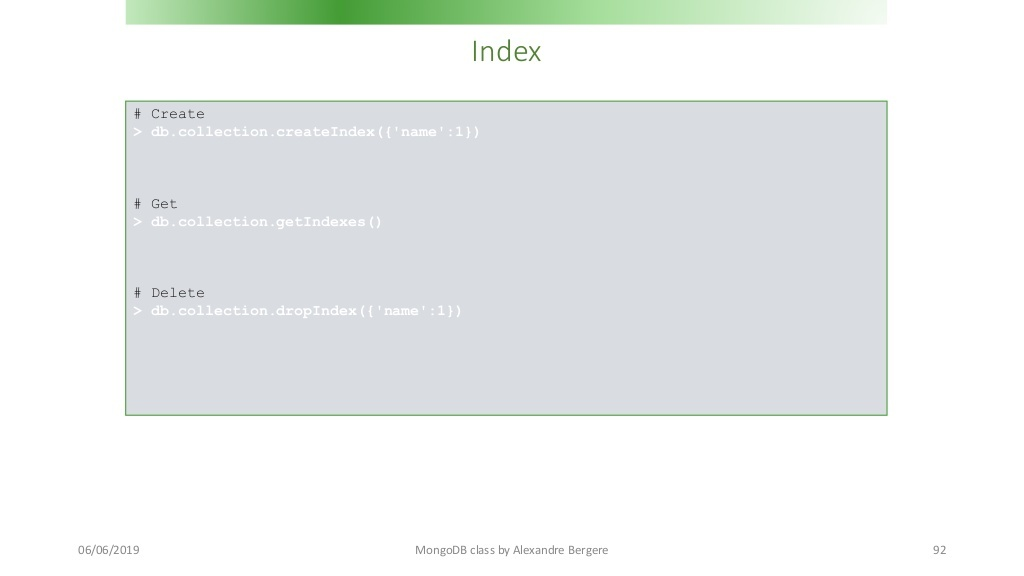 Index
# Create
> db.collection.createIndex({'name':1})
# Get
> db.collection.getIndexes()
# Delete
> db.collection.dropIndex({'name':1})
06/06/2019
MongoDB class by Alexandre Bergere
92